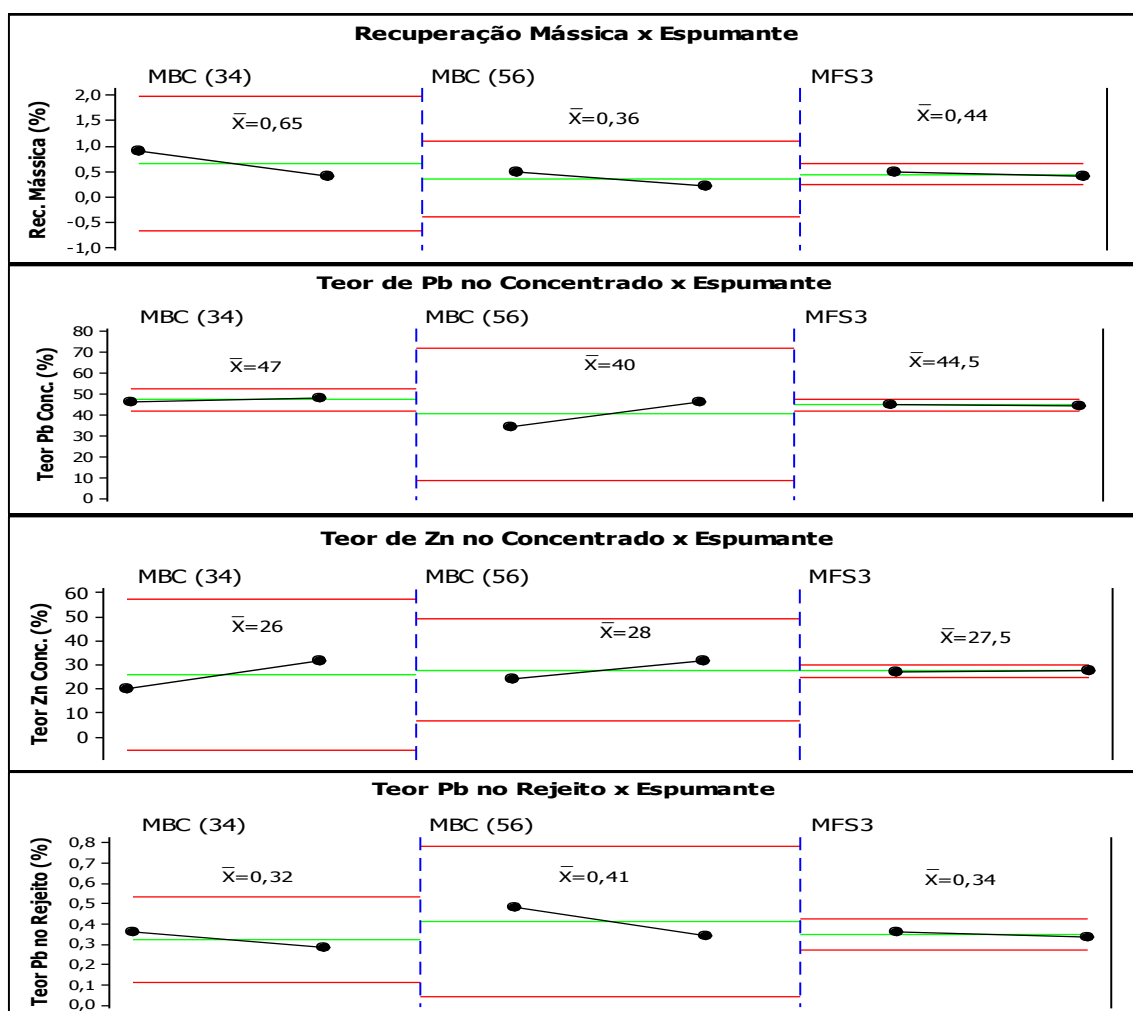 Recuperação Mássica x Espumante
MBC (34) MBC (56) MFS3
Rec. Mássica (%)
2,0
1,5
1,0
0,5
0,0
-0,5
-1,0
X̅=0,65 X̅=0,36 X̅=0,44
Teor de Pb no Concentrado x Espumante
MBC (34) MBC (56) MFS3
Teor Pb Conc. (%)
80
70
60
50
40
30
20
10
0
X̅=47 X̅=40 X̅=44,5
Teor de Zn no Concentrado x Espumante
MBC (34) MBC (56) MFS3
Teor Zn Conc. (%)
60
50
40
30
20
10
0
X̅=26 X̅=28 X̅=27,5
Teor Pb no Rejeito x Espumante
MBC (34) MBC (56) MFS3
Teor Pb no Rejeito (%)
0,8
0,7
0,6
0,5
0,4
0,3
0,2
0,1
0,0
X̅=0,32 X̅=0,41 X̅=0,34